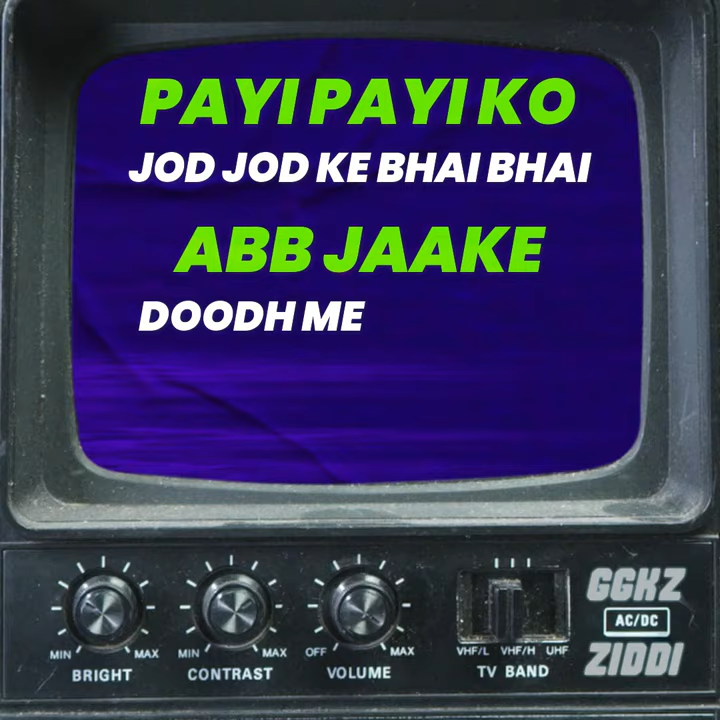 PAYI PAYI KO
JOD JOD KE BHAI BHAI
ABB JAAKE
DOODH ME
GGKZ
AC/DC
ZIDDI
MIN MAX
BRIGHT
MIN MAX
CONTRAST
OFF MAX
VOLUME
VHF/L VHF/H UHF
TV BAND